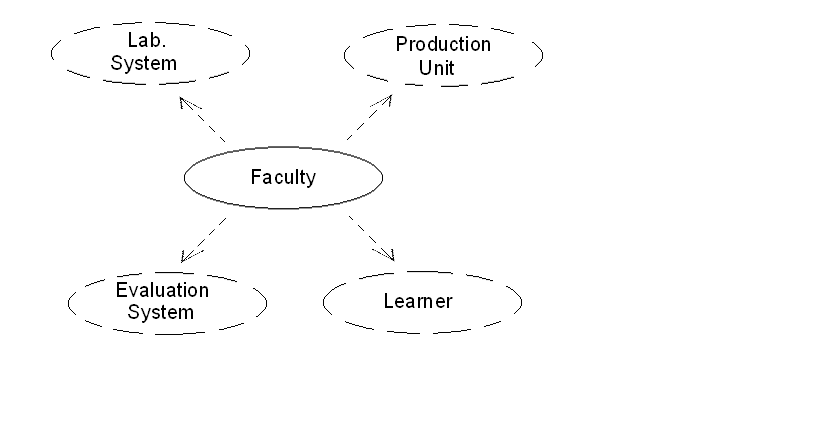 Lab.
System
Production
Unit
Faculty
Evaluation
System
Learner